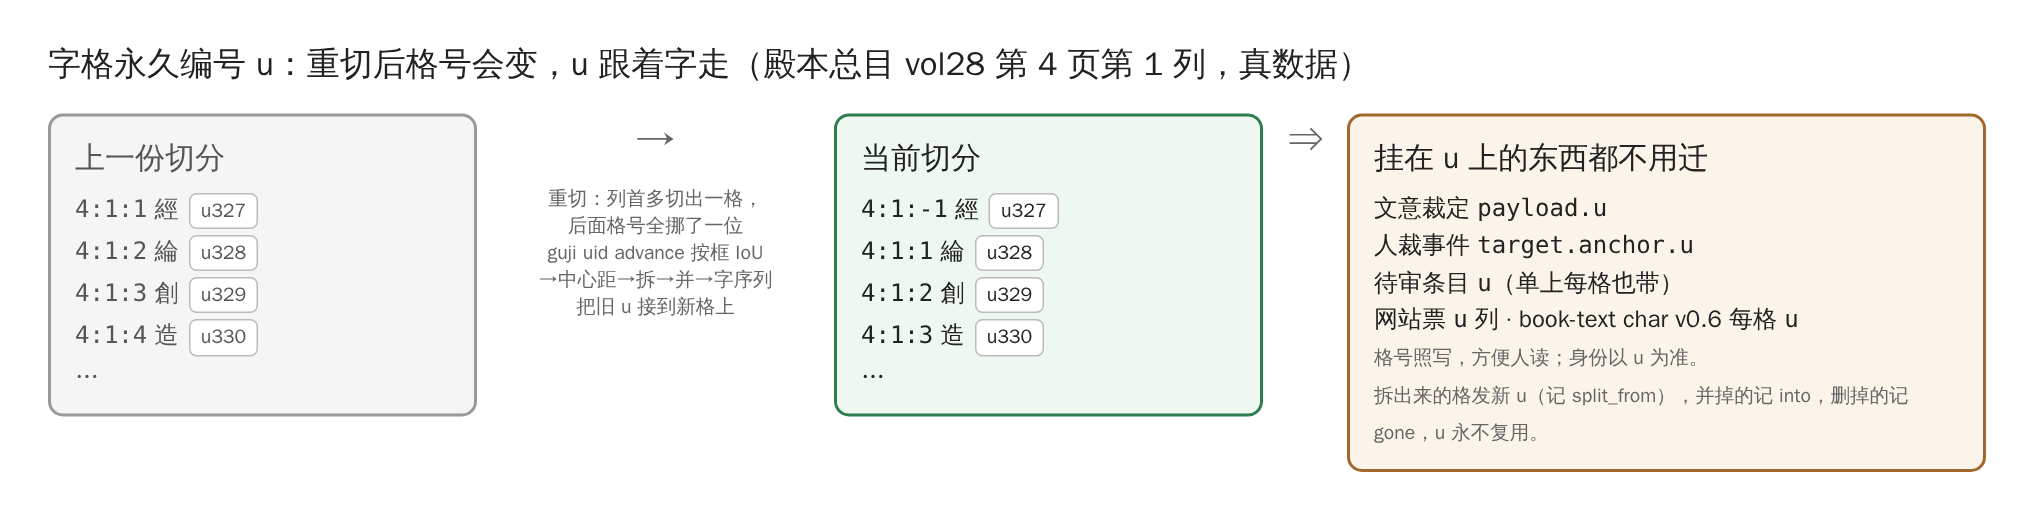 字格永久编号 u：重切后格号会变，u 跟着字走（殿本总目 vol28 第 4 页第 1 列，真数据）
上一份切分
4:1:1 經 u327
4:1:2 綸 u328
4:1:3 創 u329
4:1:4 造 u330
…
→
重切：列首多切出一格，
后面格号全挪了一位
guji uid advance 按框 IoU
→中心距→拆→并→字序列
把旧 u 接到新格上
当前切分
4:1:-1 經 u327
4:1:1 綸 u328
4:1:2 創 u329
4:1:3 造 u330
…
⇒
挂在 u 上的东西都不用迁
文意裁定 payload.u
人裁事件 target.anchor.u
待审条目 u（单上每格也带）
网站票 u 列 · book-text char v0.6 每格 u
格号照写，方便人读；身份以 u 为准。
拆出来的格发新 u（记 split_from），并掉的记 into，删掉的记
gone，u 永不复用。